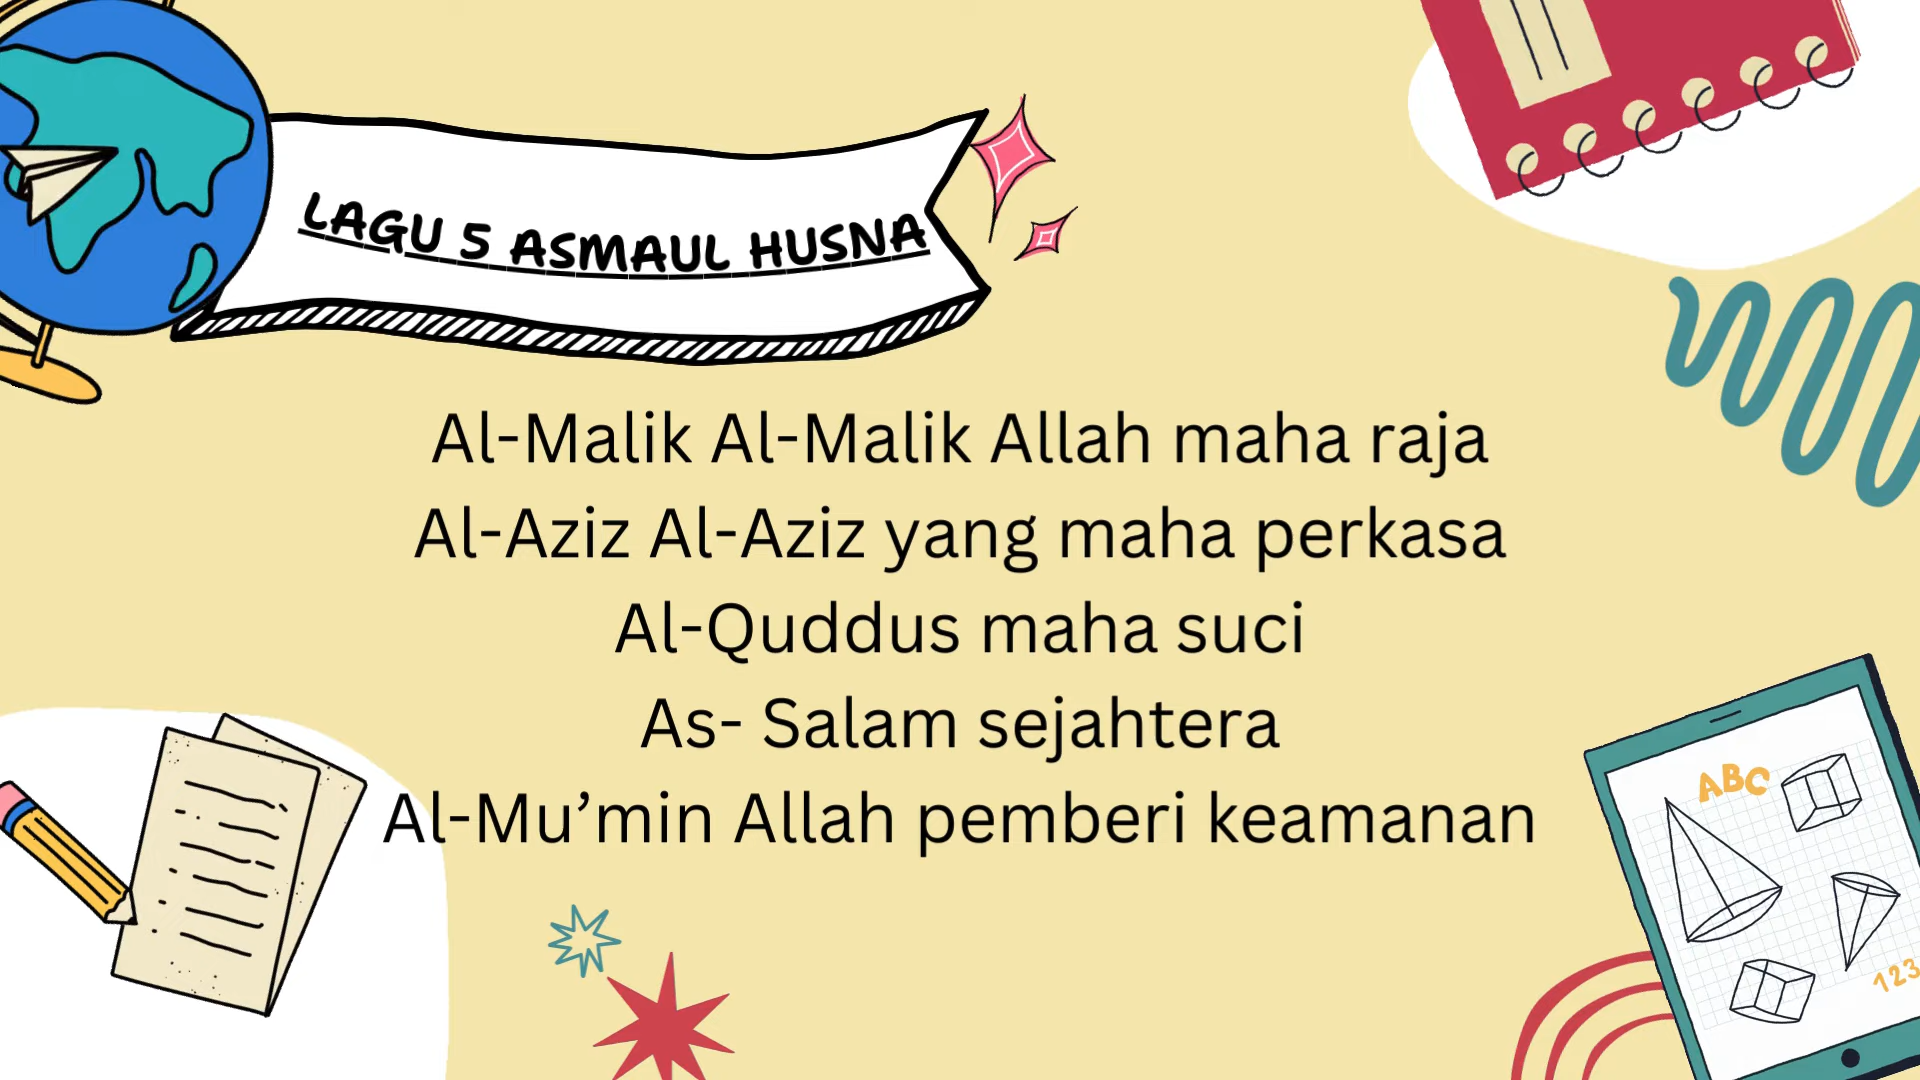 LAGU 5 ASMAUL HUSNA
Al-Malik Al-Malik Allah maha raja
Al-Aziz Al-Aziz yang maha perkasa
Al-Quddus maha suci
As- Salam sejahtera
Al-Mu’min Allah pemberi keamanan
ABC
123